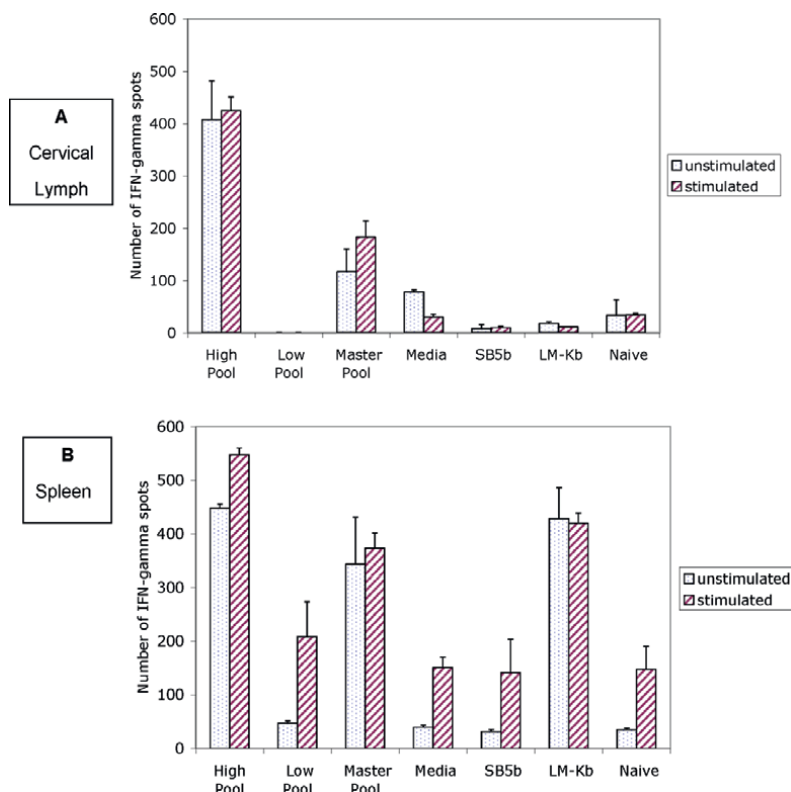 A
Cervical
Lymph
Number of IFN-gamma spots
600
500
400
300
200
100
0
High
Pool
Low
Pool
Master
Pool
Media
SB5b
LM-Kb
Naive
unstimulated
stimulated
B
Spleen
Number of IFN-gamma spots
600
500
400
300
200
100
0
High
Pool
Low
Pool
Master
Pool
Media
SB5b
LM-Kb
Naive
unstimulated
stimulated